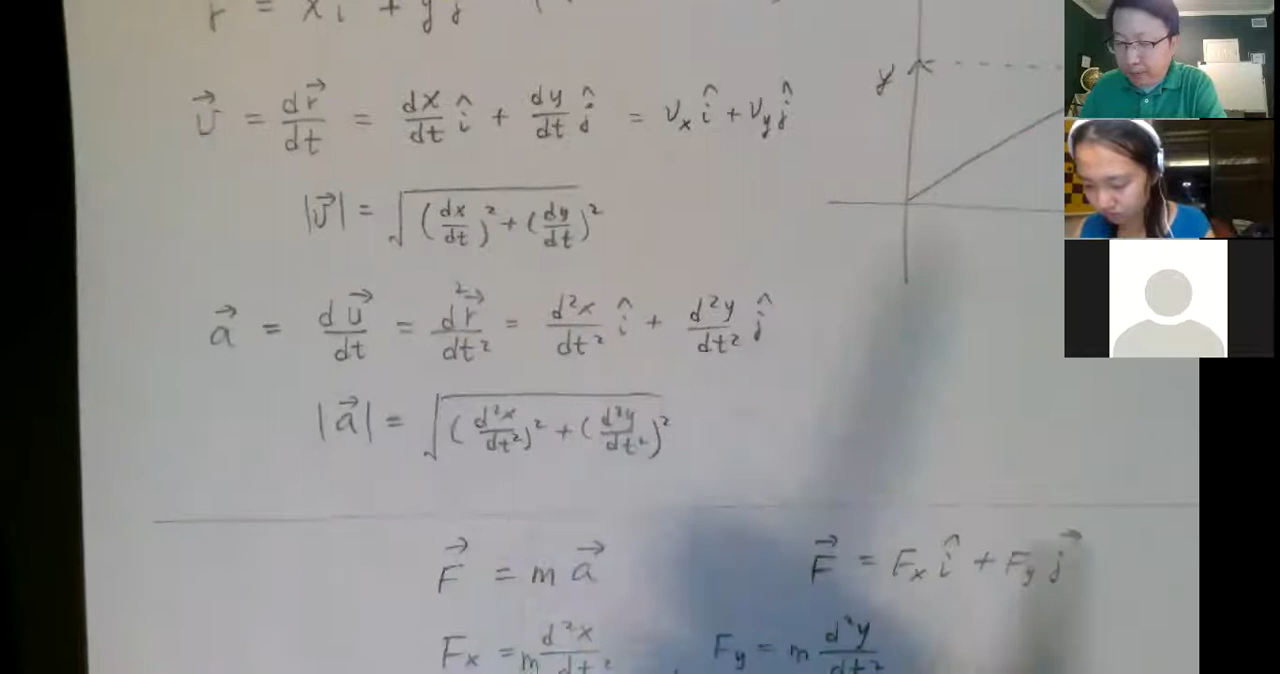 r = x i + y j (
y
v⃗ = dr⃗/dt = dx/dt î + dy/dt ĵ = vₓ î + v_y ĵ
|v⃗| = √((dx/dt)² + (dy/dt)²)
a⃗ = dv⃗/dt = d²r⃗/dt² = d²x/dt² î + d²y/dt² ĵ
|a⃗| = √((d²x/dt²)² + (d²y/dt²)²)
F⃗ = m a⃗
F⃗ = Fₓ î + F_y j⃗
Fₓ = m d²x/dt² , F_y = m d²y/dt²